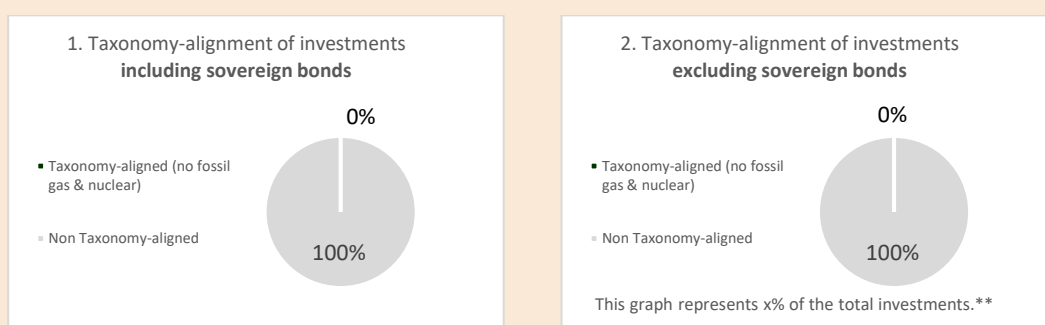 1. Taxonomy-alignment of investments
including sovereign bonds
0%
Taxonomy-aligned (no fossil
gas & nuclear)
Non Taxonomy-aligned
100%
2. Taxonomy-alignment of investments
excluding sovereign bonds
0%
Taxonomy-aligned (no fossil
gas & nuclear)
Non Taxonomy-aligned
100%
This graph represents x% of the total investments.**